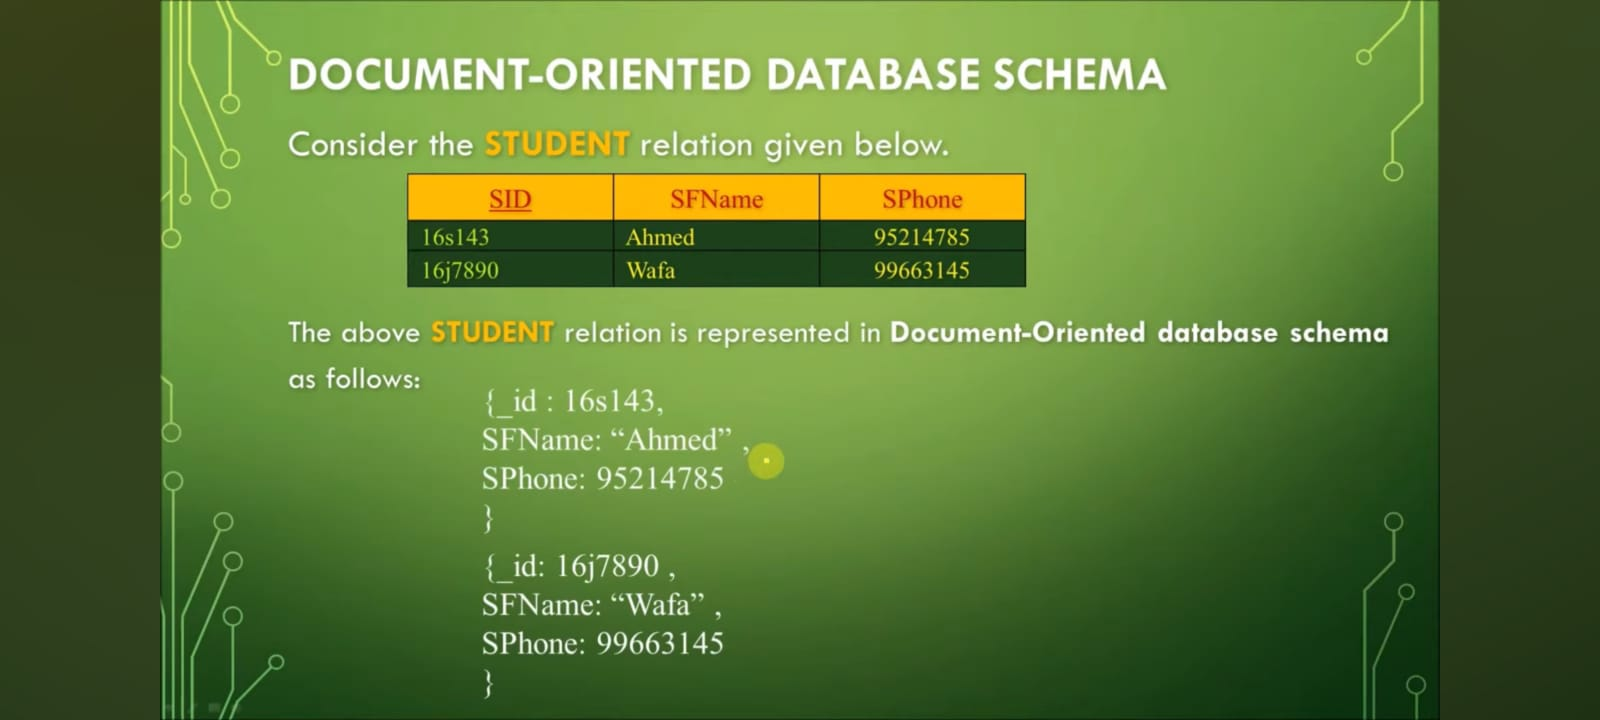 DOCUMENT-ORIENTED DATABASE SCHEMA
Consider the STUDENT relation given below.
SID SFName SPhone
16s143 Ahmed 95214785
16j7890 Wafa 99663145
The above STUDENT relation is represented in Document-Oriented database schema
as follows:
{_id : 16s143,
SFName: “Ahmed” ,
SPhone: 95214785
}
{_id: 16j7890 ,
SFName: “Wafa” ,
SPhone: 99663145
}